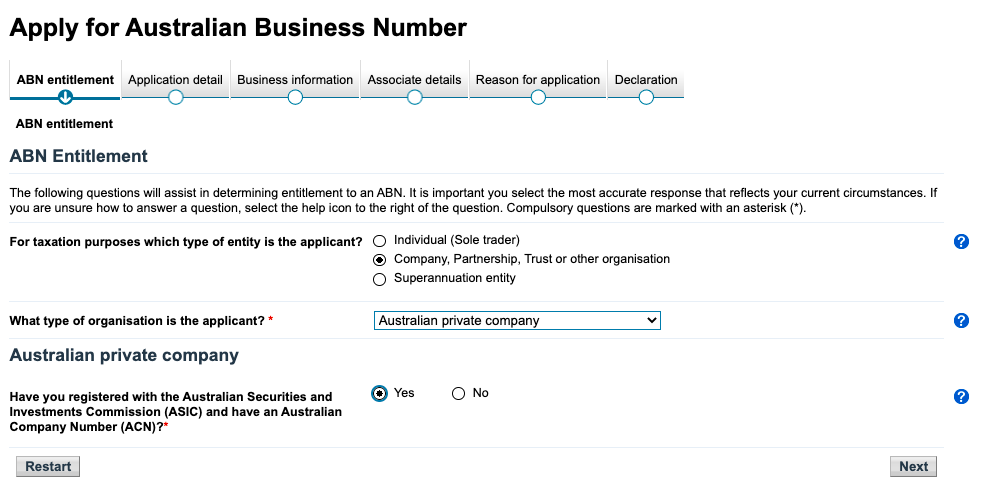 Apply for Australian Business Number
ABN entitlement
Application detail
Business information
Associate details
Reason for application
Declaration
ABN entitlement
ABN Entitlement
The following questions will assist in determining entitlement to an ABN. It is important you select the most accurate response that reflects your current circumstances. If
you are unsure how to answer a question, select the help icon to the right of the question. Compulsory questions are marked with an asterisk (*).
For taxation purposes which type of entity is the applicant?
Individual (Sole trader)
?
Company, Partnership, Trust or other organisation
Superannuation entity
What type of organisation is the applicant? *
Australian private company
?
Australian private company
Have you registered with the Australian Securities and
Investments Commission (ASIC) and have an Australian
Company Number (ACN)?*
Yes
No
?
Restart
Next